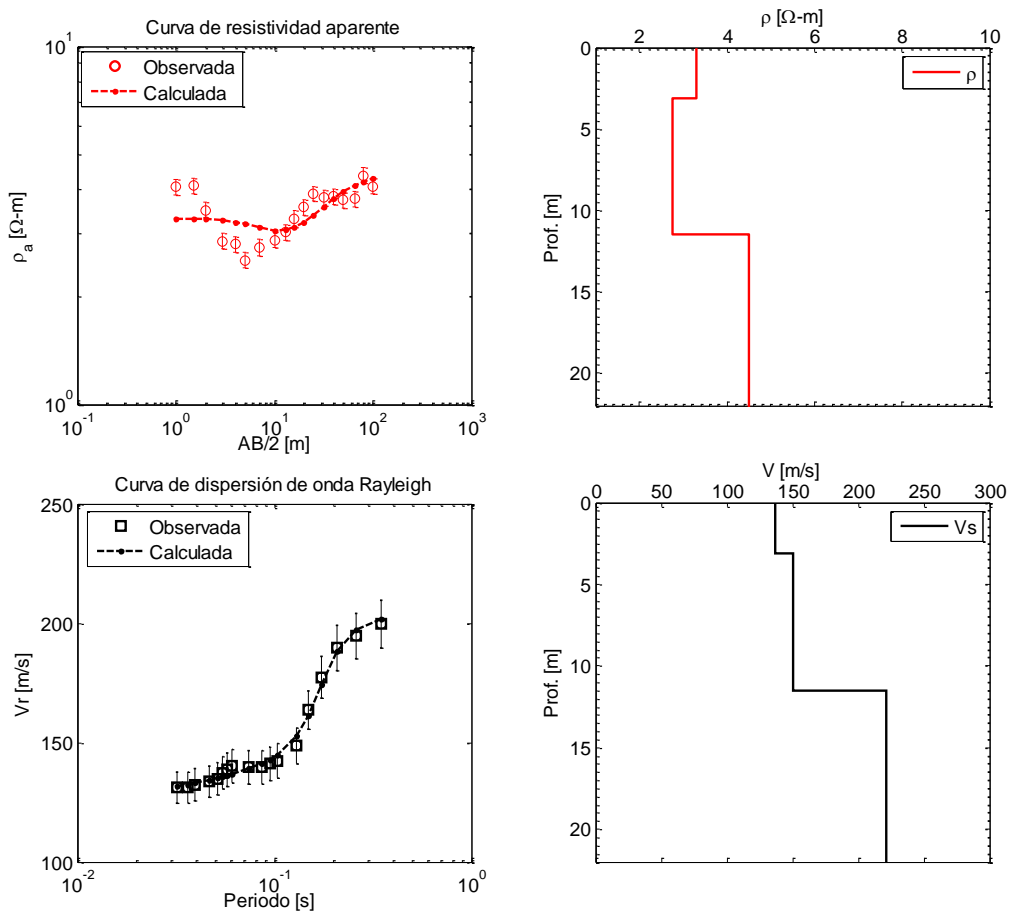 Curva de resistividad aparente
10^1
Observada
Calculada
ρ_a [Ω-m]
10^0
10^-1 10^0 10^1 10^2 10^3
AB/2 [m]
ρ [Ω-m]
2 4 6 8 10
0
ρ
5
Prof. [m]
10
15
20
Curva de dispersión de onda Rayleigh
250
Observada
Calculada
200
Vr [m/s]
150
100
10^-2 10^-1 10^0
Periodo [s]
V [m/s]
0 50 100 150 200 250 300
0
Vs
5
Prof. [m]
10
15
20